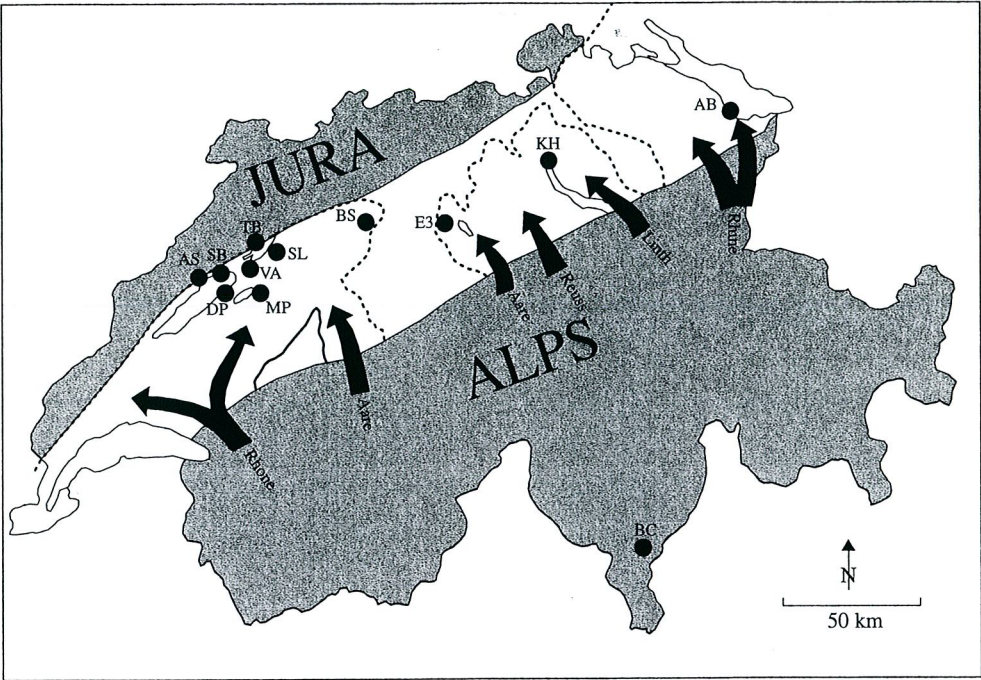 AB
KH
JURA
BS
E3
TB
SL
AS
SB
VA
DP
MP
Rhine
Linth
Reuss
Aare
ALPS
Aare
Rhône
BC
N
50 km